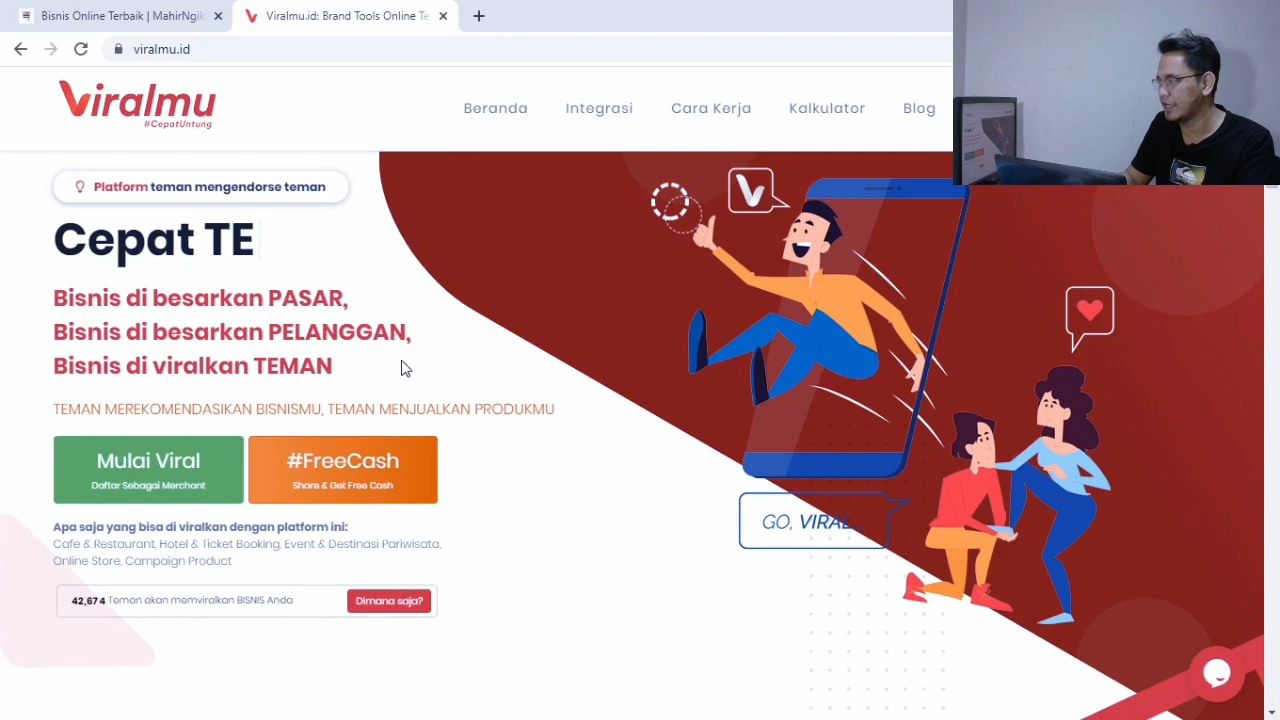 Bisnis Online Terbaik | MahirNgik
Viralmu.id: Brand Tools Online Te
viralmu.id
Viralmu
#CepatUntung
Beranda
Integrasi
Cara Kerja
Kalkulator
Blog
Platform teman mengendorse teman
Cepat TE
Bisnis di besarkan PASAR,
Bisnis di besarkan PELANGGAN,
Bisnis di viralkan TEMAN
TEMAN MEREKOMENDASIKAN BISNISMU, TEMAN MENJUALKAN PRODUKMU
Mulai Viral
Daftar Sebagai Merchant
#FreeCash
Share & Get Free Cash
Apa saja yang bisa di viralkan dengan platform ini:
Cafe & Restaurant, Hotel & Ticket Booking, Event & Destinasi Pariwisata,
Online Store, Campaign Product
42,674 Teman akan memviralkan BISNIS Anda
Dimana saja?
GO, VIRAL...